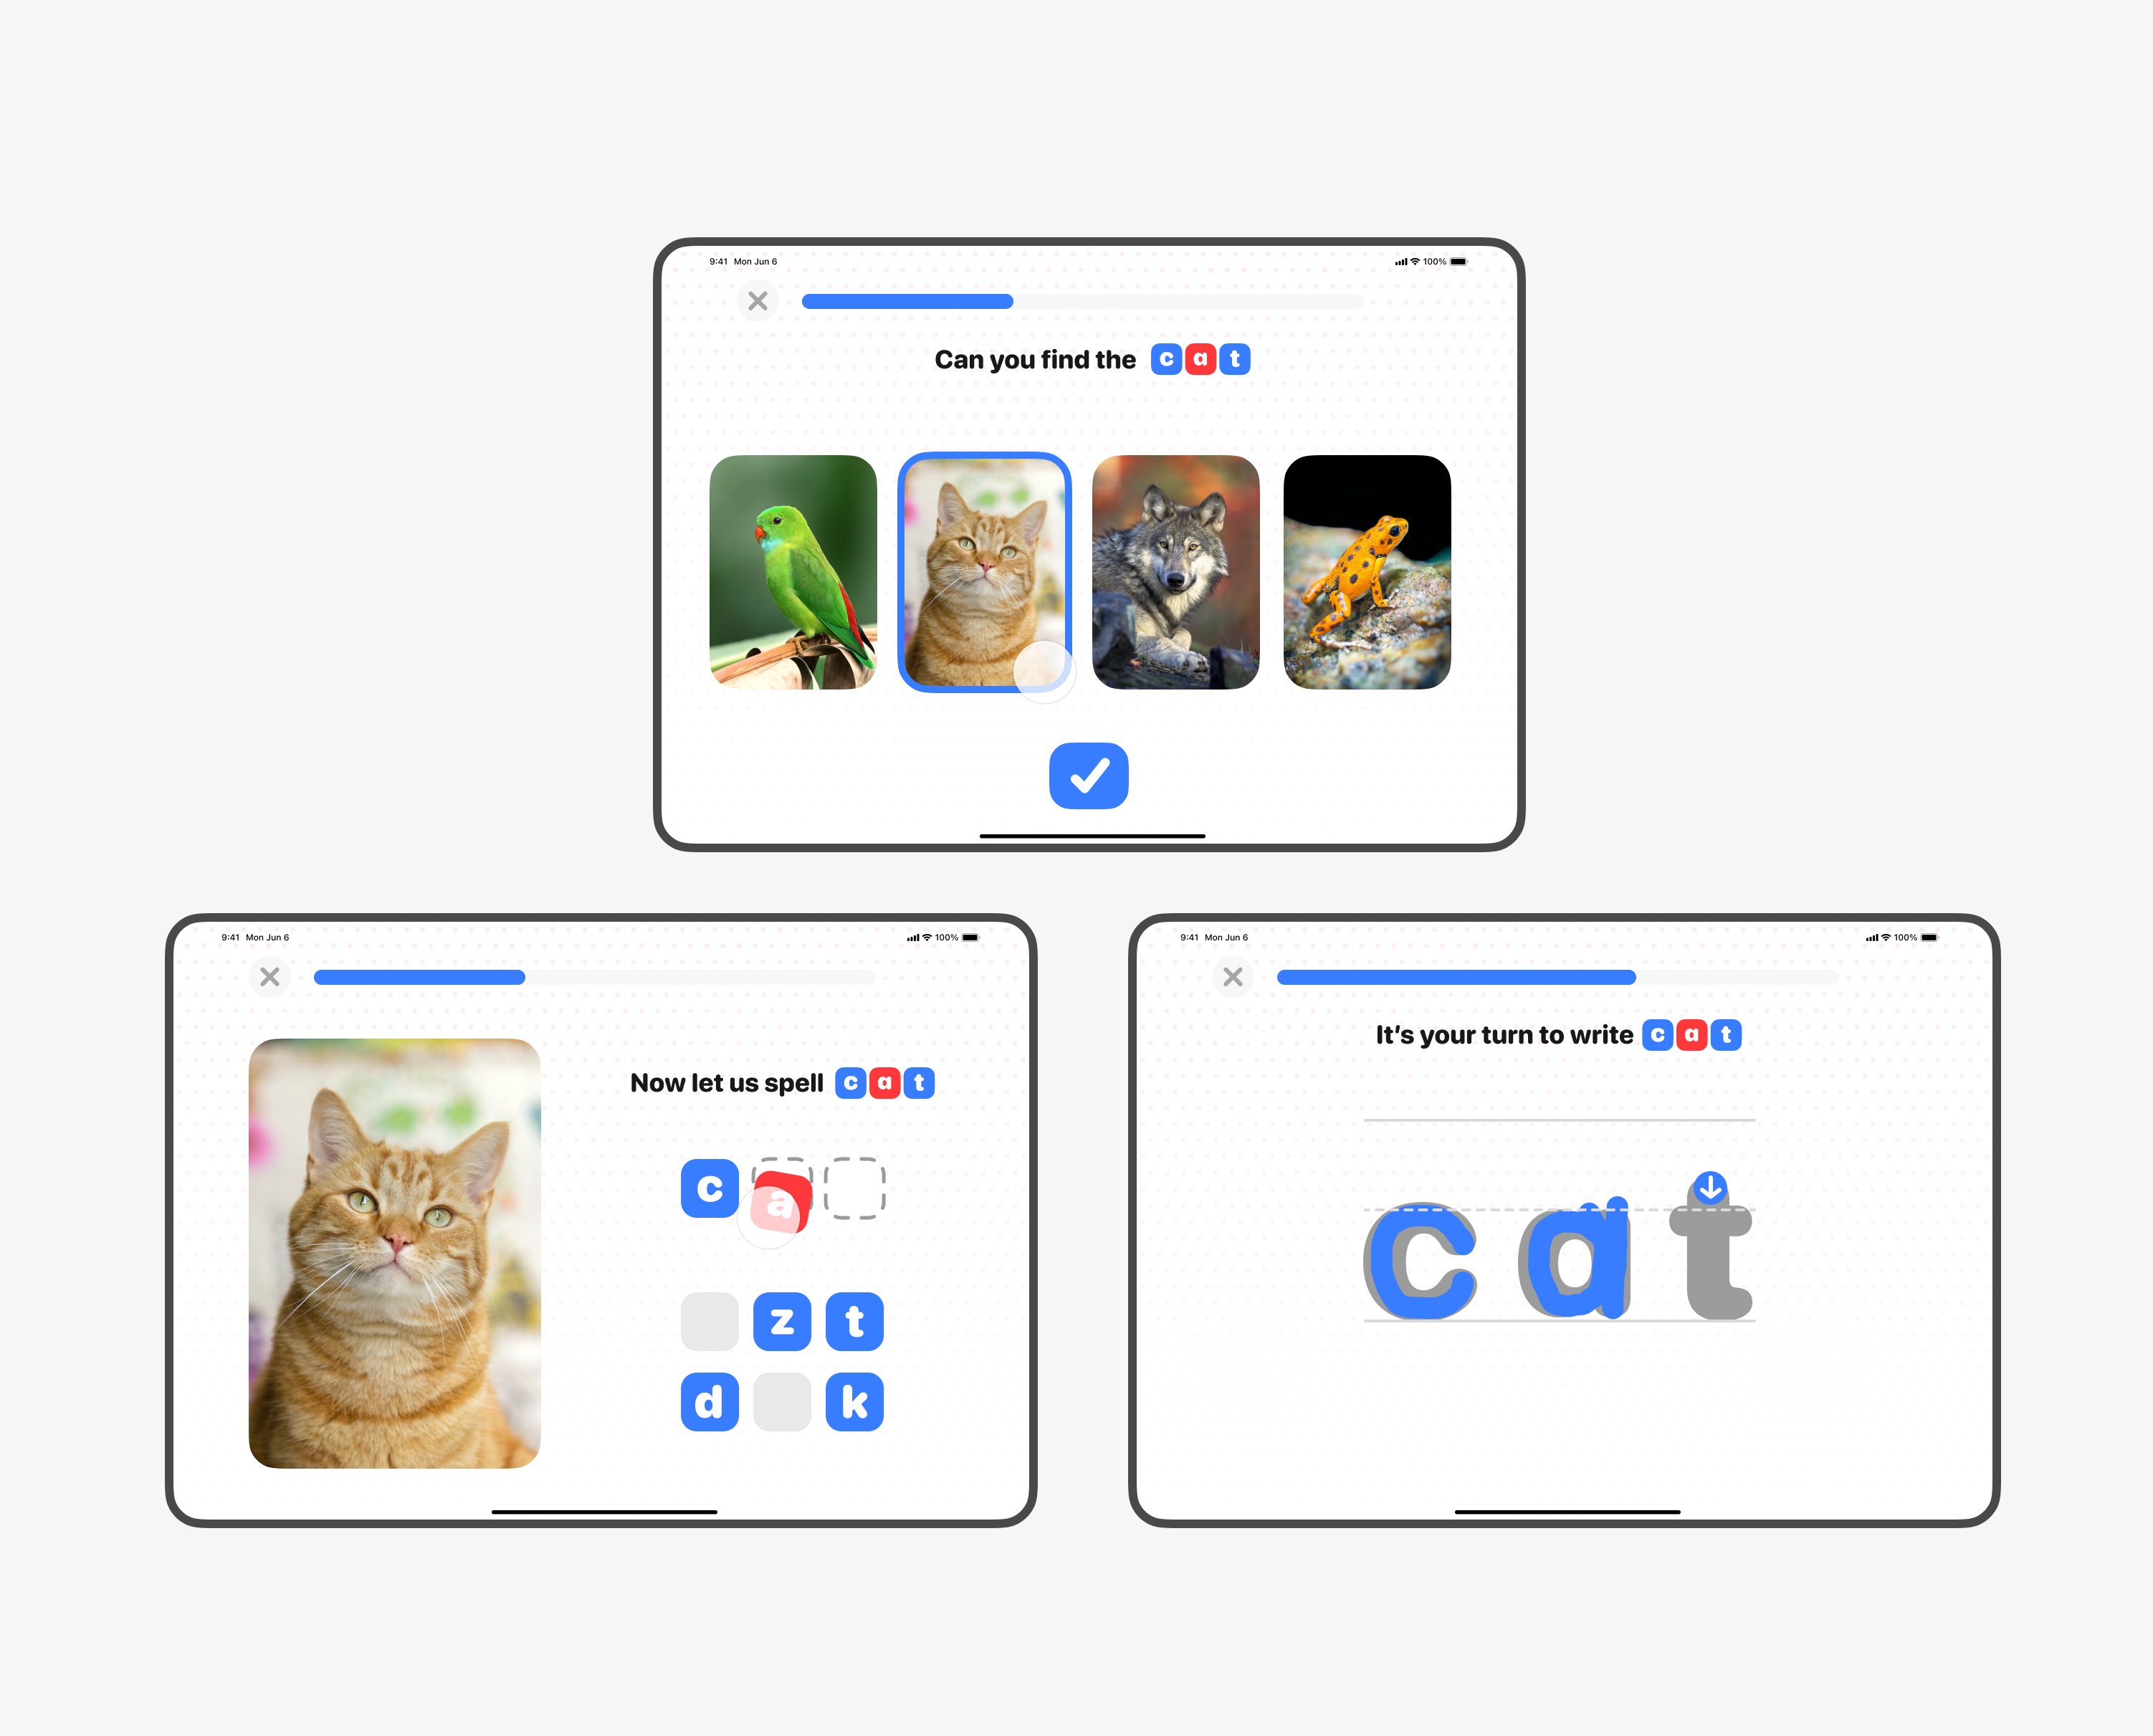 9:41 Mon Jun 6
100%
Can you find the c a t
9:41 Mon Jun 6
100%
Now let us spell c a t
c a
z t
d k
9:41 Mon Jun 6
100%
It's your turn to write c a t
c a t